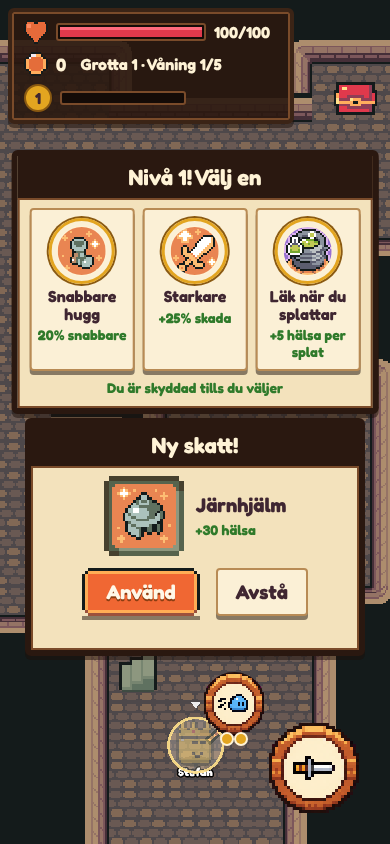 100/100
0 Grotta 1 · Våning 1/5
1
Nivå 1! Välj en
Snabbare hugg
20% snabbare
Starkare
+25% skada
Läk när du splattar
+5 hälsa per splat
Du är skyddad tills du väljer
Ny skatt!
Järnhjälm
+30 hälsa
Använd
Avstå
Stefan